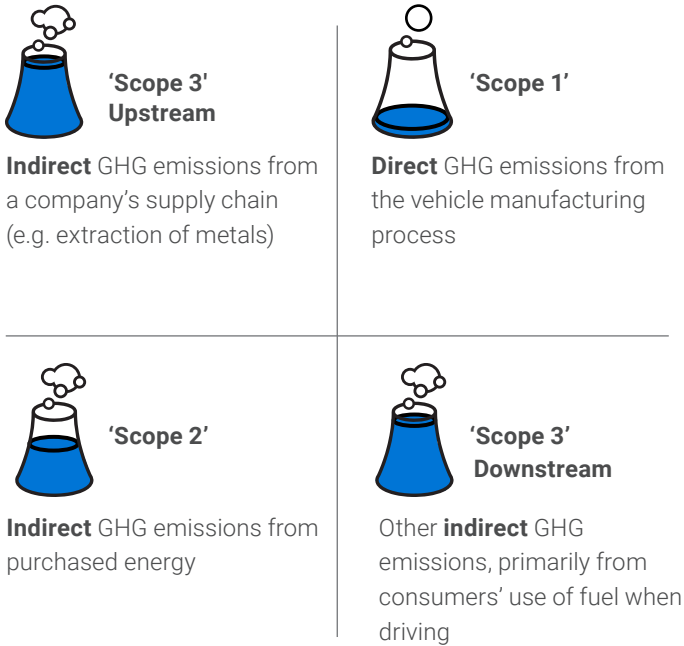 ‘Scope 3'
Upstream
Indirect GHG emissions from
a company’s supply chain
(e.g. extraction of metals)
‘Scope 1’
Direct GHG emissions from
the vehicle manufacturing
process
‘Scope 2’
Indirect GHG emissions from
purchased energy
‘Scope 3’
Downstream
Other indirect GHG
emissions, primarily from
consumers’ use of fuel when
driving